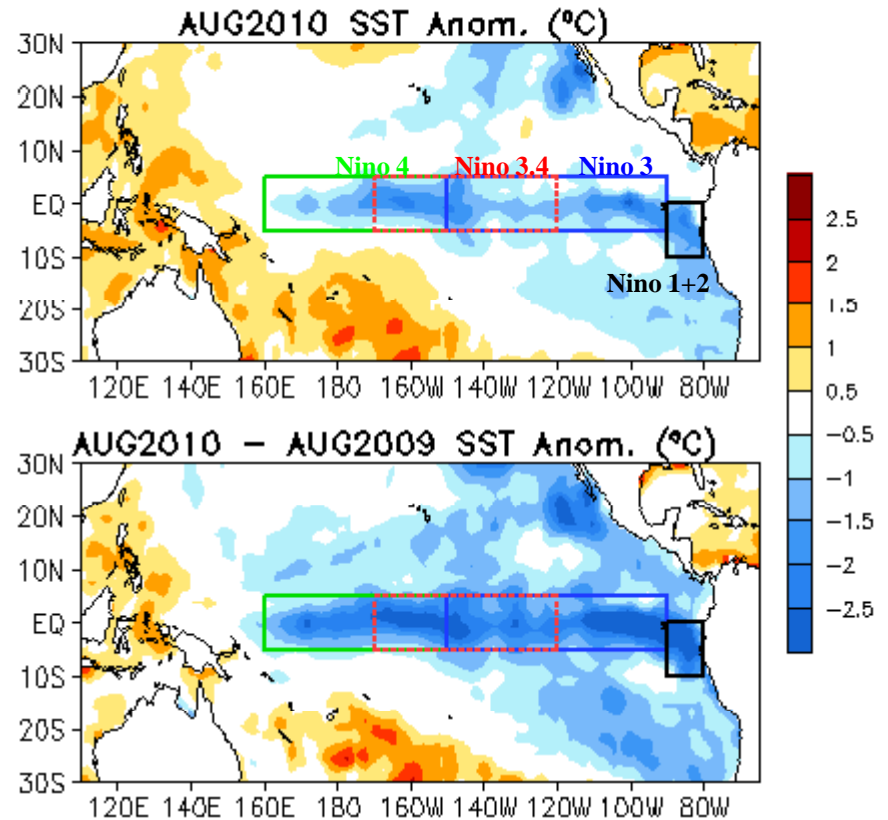 AUG2010 SST Anom. (ºC)
30N
20N
10N
EQ
10S
20S
30S
Nino 4
Nino 3.4
Nino 3
Nino 1+2
120E 140E 160E 180 160W 140W 120W 100W 80W
AUG2010 – AUG2009 SST Anom. (ºC)
30N
20N
10N
EQ
10S
20S
30S
120E 140E 160E 180 160W 140W 120W 100W 80W
2.5
2
1.5
1
0.5
−0.5
−1
−1.5
−2
−2.5